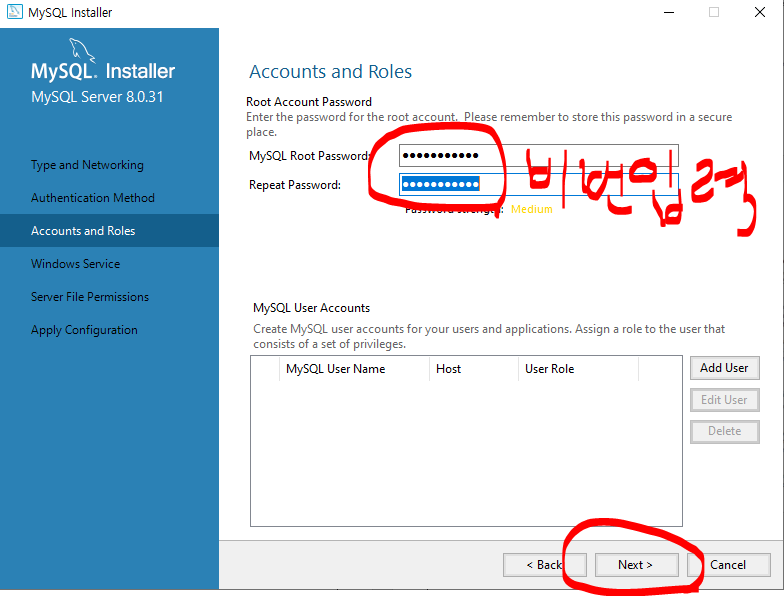 MySQL Installer
MySQL. Installer
MySQL Server 8.0.31
Type and Networking
Authentication Method
Accounts and Roles
Windows Service
Server File Permissions
Apply Configuration
Accounts and Roles
Root Account Password
Enter the password for the root account. Please remember to store this password in a secure
place.
MySQL Root Password: ●●●●●●●●●●●
Repeat Password: ●●●●●●●●●●●
비번입력
Password strength: Medium
MySQL User Accounts
Create MySQL user accounts for your users and applications. Assign a role to the user that
consists of a set of privileges.
MySQL User Name Host User Role
Add User
Edit User
Delete
< Back Next > Cancel